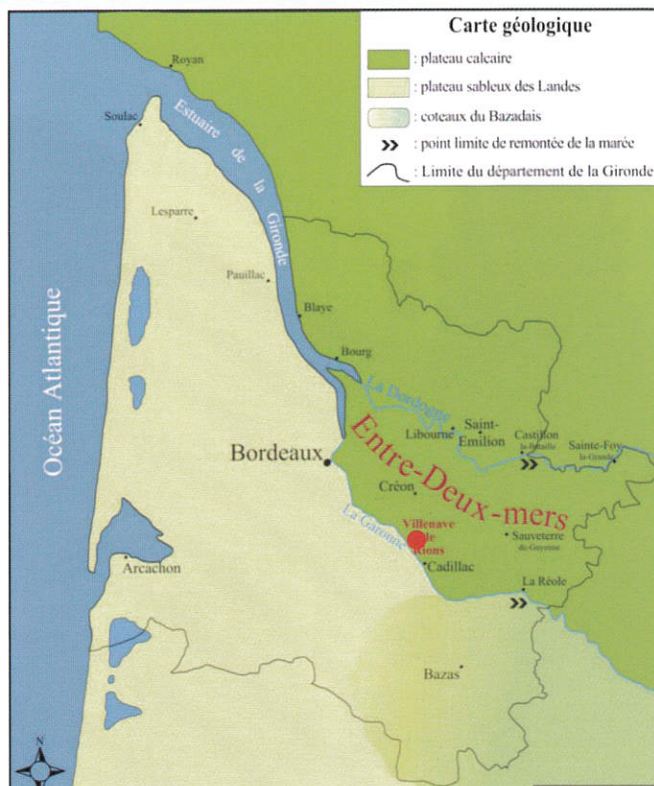 Carte géologique
: plateau calcaire
: plateau sableux des Landes
: coteaux du Bazadais
: point limite de remontée de la marée
: Limite du département de la Gironde
Royan
Soulac
Estuaire de la Gironde
Lesparre
Pauillac
Blaye
Bourg
Océan Atlantique
La Dordogne
Libourne
Saint-
Emilion
Castillon
la-Bataille
Sainte-Foy
la-Grande
Bordeaux
Entre-Deux-mers
Créon
La Garonne
Villenave
de
Rions
Sauveterre
de-Guyenne
Cadillac
Arcachon
La Réole
Bazas
N